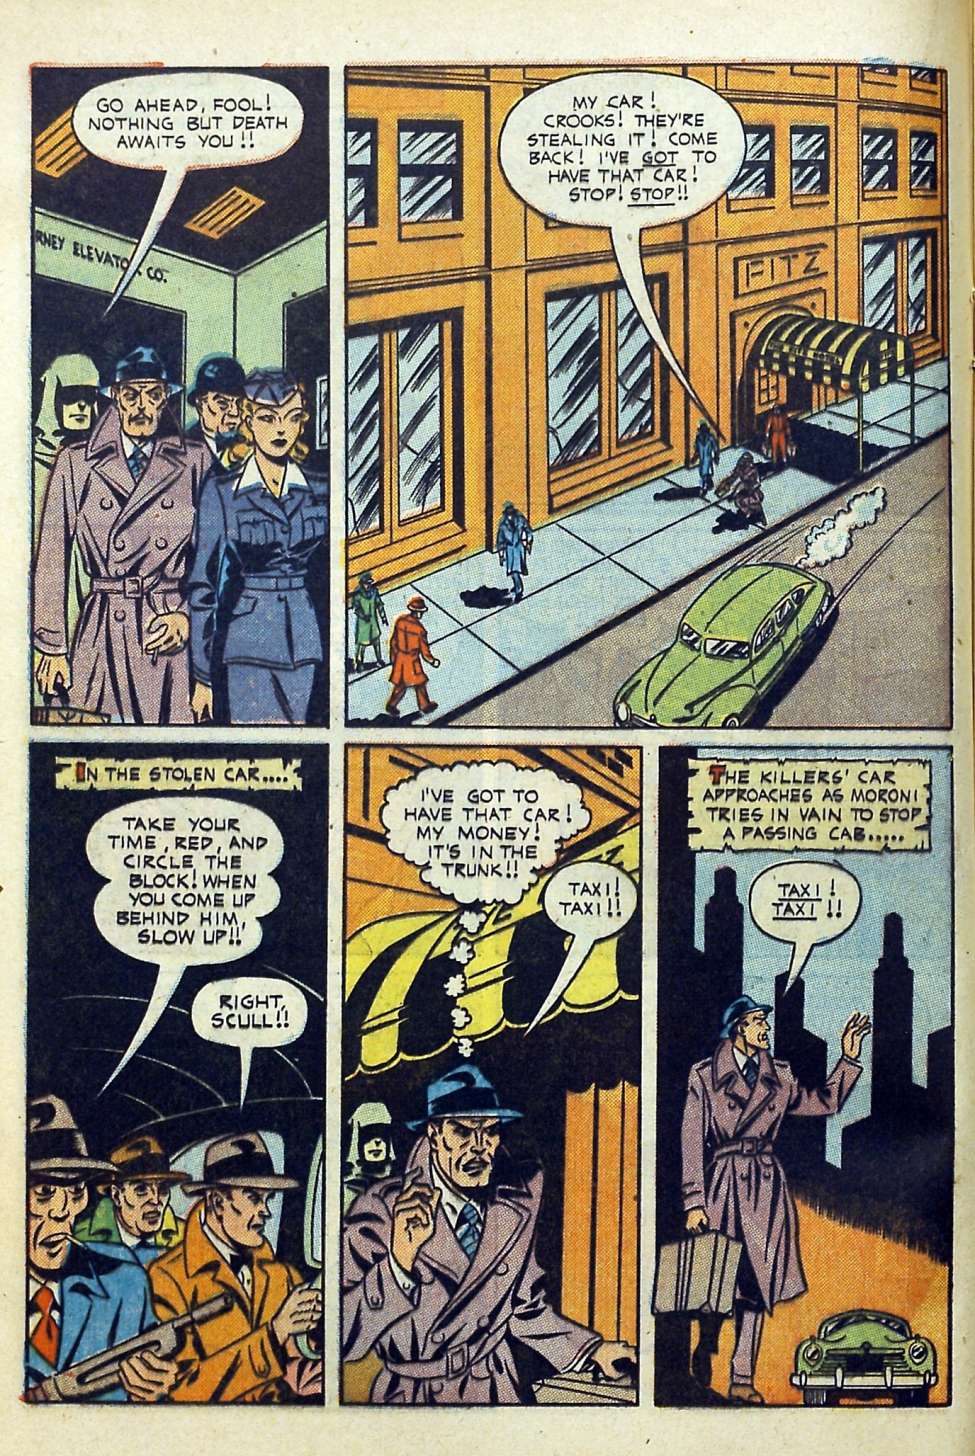 GO AHEAD, FOOL!
NOTHING BUT DEATH
AWAITS YOU!!
RNEY ELEVATO CO.
MY CAR!
CROOKS! THEY'RE
STEALING IT! COME
BACK! I'VE GOT TO
HAVE THAT CAR!
STOP! STOP!!
FITZ
HOTEL
IN THE STOLEN CAR....
TAKE YOUR
TIME, RED, AND
CIRCLE THE
BLOCK! WHEN
YOU COME UP
BEHIND HIM,
SLOW UP!!
RIGHT,
SCULL!!
I'VE GOT TO
HAVE THAT CAR!
MY MONEY!
IT'S IN THE
TRUNK!!
TAXI!
TAXI!!
THE KILLERS' CAR
APPROACHES AS MORONI
TRIES IN VAIN TO STOP
A PASSING CAB.....
TAXI!
TAXI!!